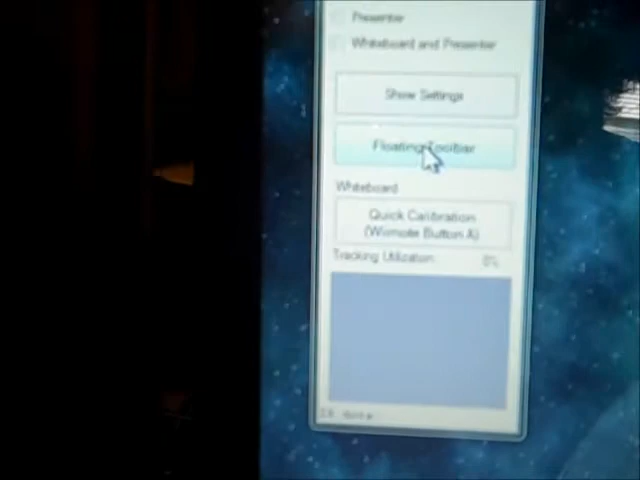 Presenter
Whiteboard and Presenter
Show Settings
Floating Toolbar
Whiteboard
Quick Calibration
(Wiimote Button A)
Tracking Utilization: 0%